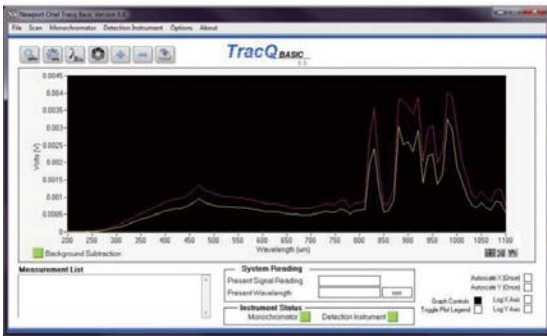 Newport Oriel Tracq Basic Version 6.6
File Scan Monochromator Detection Instrument Options About
TracQ BASIC
6.6
0.0045
0.004
0.0035
0.003
0.0025
0.002
0.0015
0.001
0.0005
0
Volts (V)
200 250 300 350 400 450 500 550 600 650 700 750 800 850 900 950 1000 1050 1100
Wavelength (um)
Background Subtraction
Measurement List
System Reading
Present Signal Reading
Present Wavelength
Instrument Status
Monochromator Detection Instrument
Autoscale X (Once)
Autoscale Y (Once)
Graph Controls Log X Axis
Toggle Plot Legend Log Y Axis